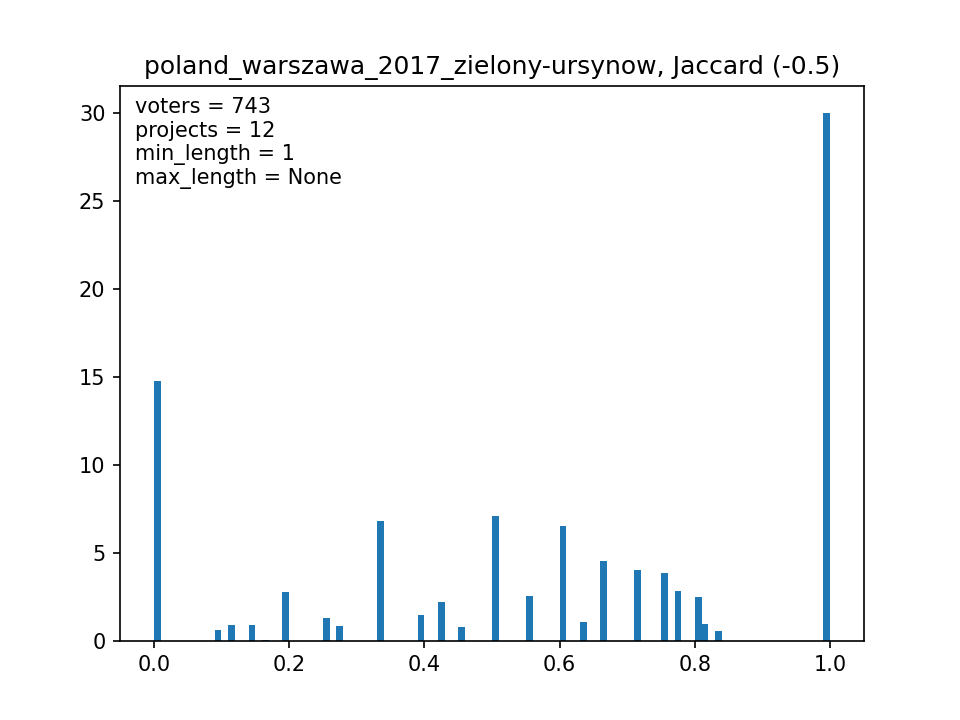 poland_warszawa_2017_zielony-ursynow, Jaccard (-0.5)
voters = 743
projects = 12
min_length = 1
max_length = None
30
25
20
15
10
5
0
0.0 0.2 0.4 0.6 0.8 1.0